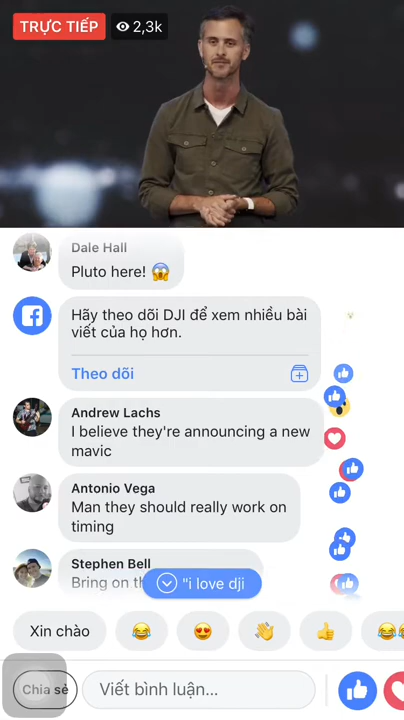 TRỰC TIẾP
2,3k
Dale Hall
Pluto here! 😱
Hãy theo dõi DJI để xem nhiều bài
viết của họ hơn.
Theo dõi
Andrew Lachs
I believe they're announcing a new
mavic
Antonio Vega
Man they should really work on
timing
Stephen Bell
Bring on th
"i love dji
Xin chào
Chia sẻ
Viết bình luận...